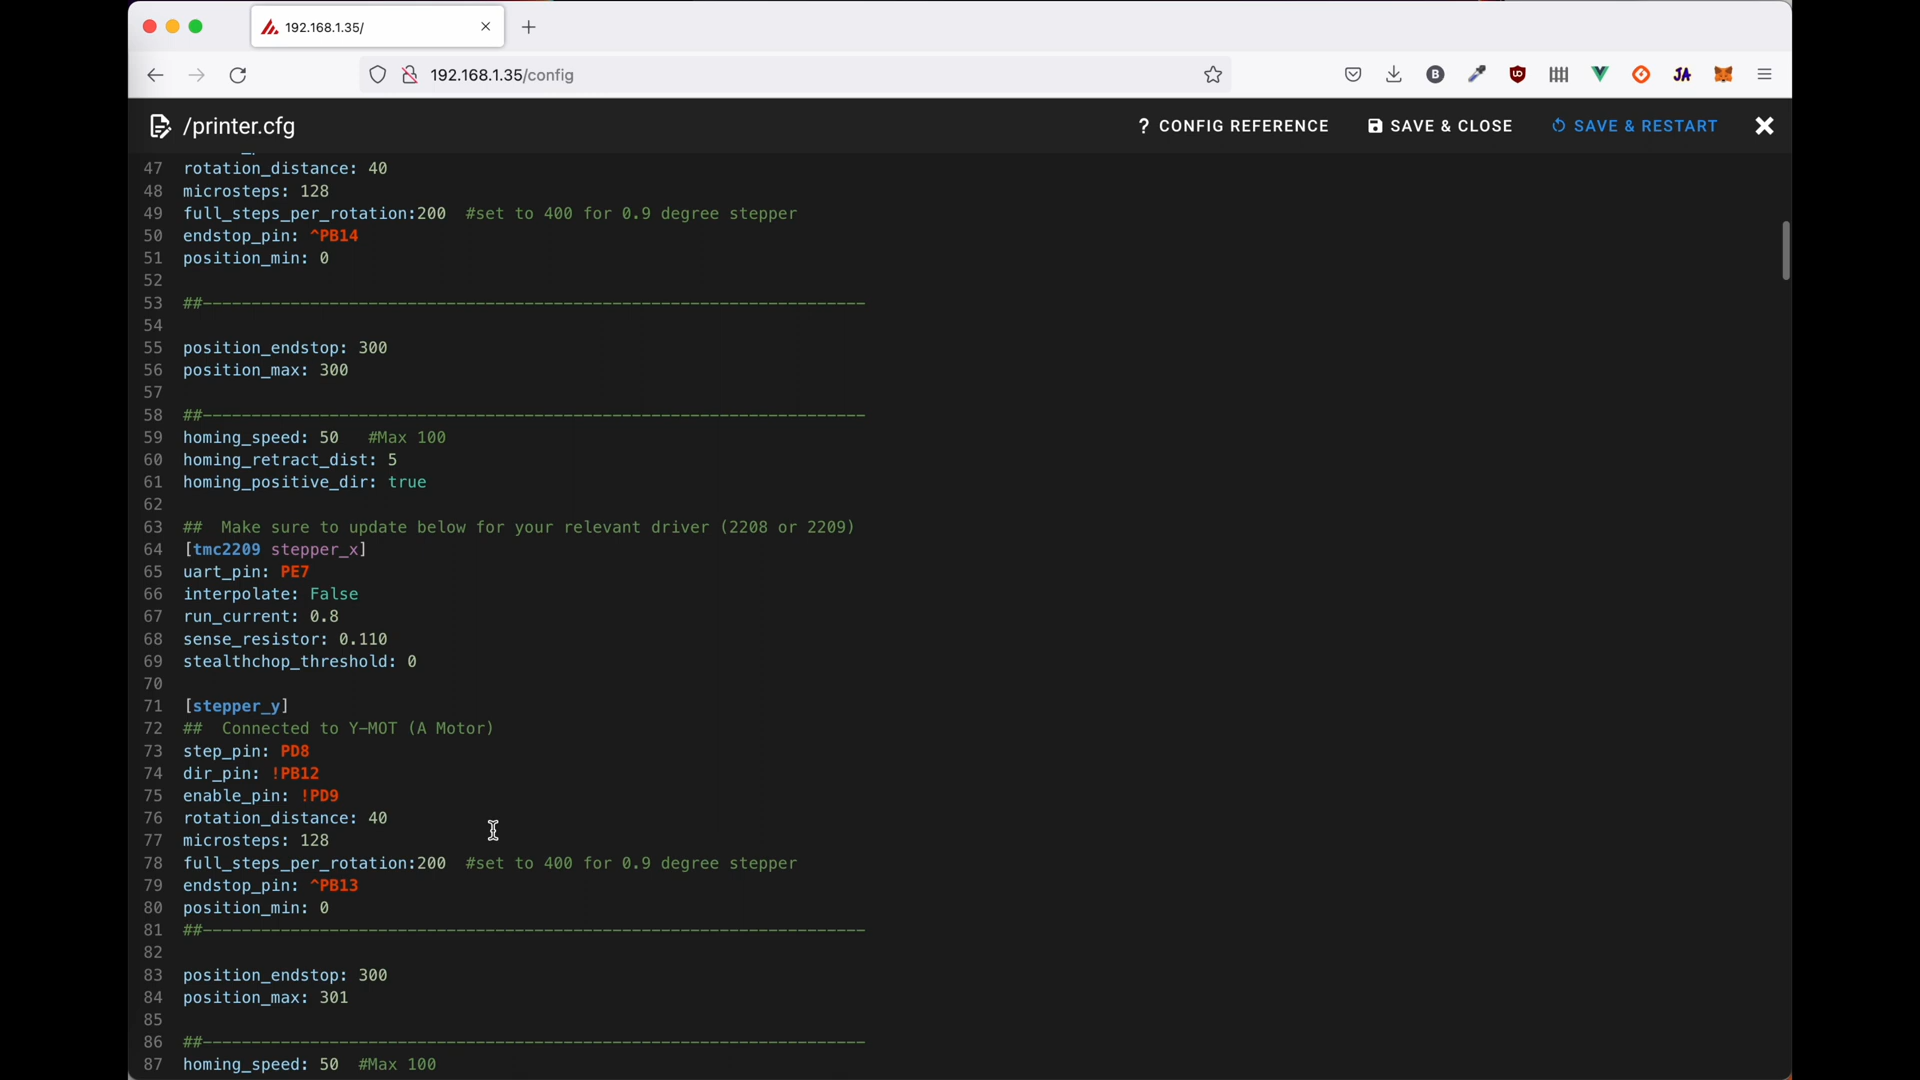 192.168.1.35/
192.168.1.35/config
/printer.cfg
? CONFIG REFERENCE
SAVE & CLOSE
SAVE & RESTART
47 rotation_distance: 40
48 microsteps: 128
49 full_steps_per_rotation:200  #set to 400 for 0.9 degree stepper
50 endstop_pin: ^PB14
51 position_min: 0
52
53 ##--------------------------------------------------------------------
54
55 position_endstop: 300
56 position_max: 300
57
58 ##--------------------------------------------------------------------
59 homing_speed: 50   #Max 100
60 homing_retract_dist: 5
61 homing_positive_dir: true
62
63 ##  Make sure to update below for your relevant driver (2208 or 2209)
64 [tmc2209 stepper_x]
65 uart_pin: PE7
66 interpolate: False
67 run_current: 0.8
68 sense_resistor: 0.110
69 stealthchop_threshold: 0
70
71 [stepper_y]
72 ##  Connected to Y-MOT (A Motor)
73 step_pin: PD8
74 dir_pin: !PB12
75 enable_pin: !PD9
76 rotation_distance: 40
77 microsteps: 128
78 full_steps_per_rotation:200  #set to 400 for 0.9 degree stepper
79 endstop_pin: ^PB13
80 position_min: 0
81 ##--------------------------------------------------------------------
82
83 position_endstop: 300
84 position_max: 301
85
86 ##--------------------------------------------------------------------
87 homing_speed: 50  #Max 100